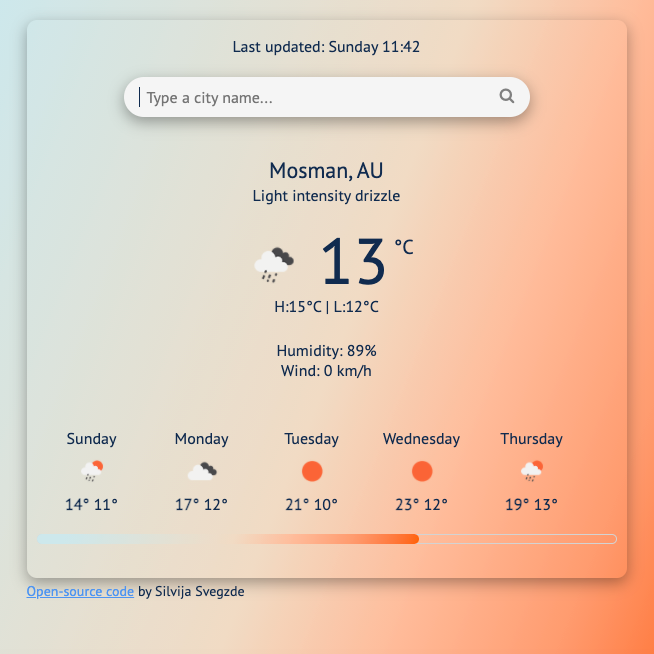 Last updated: Sunday 11:42
Type a city name...
Mosman, AU
Light intensity drizzle
13 °C
H:15°C | L:12°C
Humidity: 89%
Wind: 0 km/h
Sunday Monday Tuesday Wednesday Thursday
14° 11° 17° 12° 21° 10° 23° 12° 19° 13°
Open-source code by Silvija Svegzde